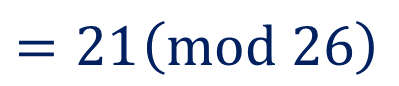 = 21(mod 26)